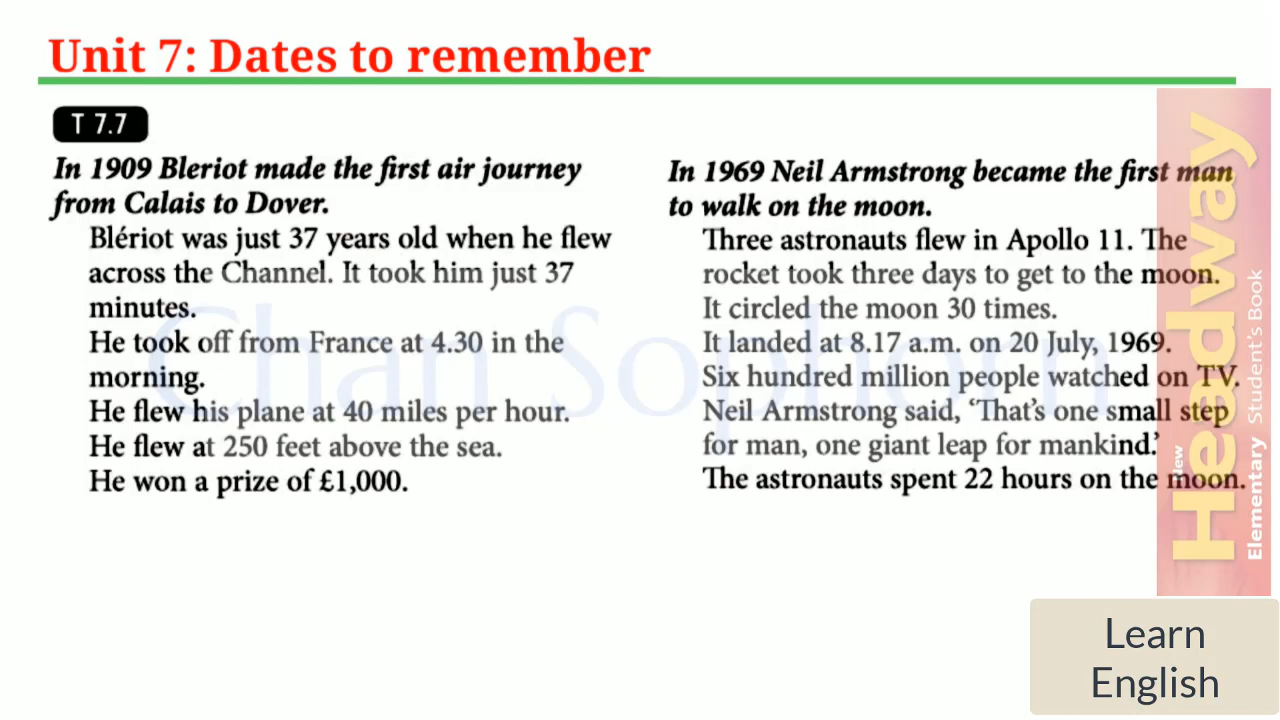 Unit 7: Dates to remember
T 7.7
In 1909 Bleriot made the first air journey
from Calais to Dover.
Blériot was just 37 years old when he flew
across the Channel. It took him just 37
minutes.
He took off from France at 4.30 in the
morning.
He flew his plane at 40 miles per hour.
He flew at 250 feet above the sea.
He won a prize of £1,000.
In 1969 Neil Armstrong became the first man
to walk on the moon.
Three astronauts flew in Apollo 11. The
rocket took three days to get to the moon.
It circled the moon 30 times.
It landed at 8.17 a.m. on 20 July, 1969.
Six hundred million people watched on TV.
Neil Armstrong said, ‘That’s one small step
for man, one giant leap for mankind.’
The astronauts spent 22 hours on the moon.
Chan Sophorn
New
Headway
Elementary Student's Book
Learn
English